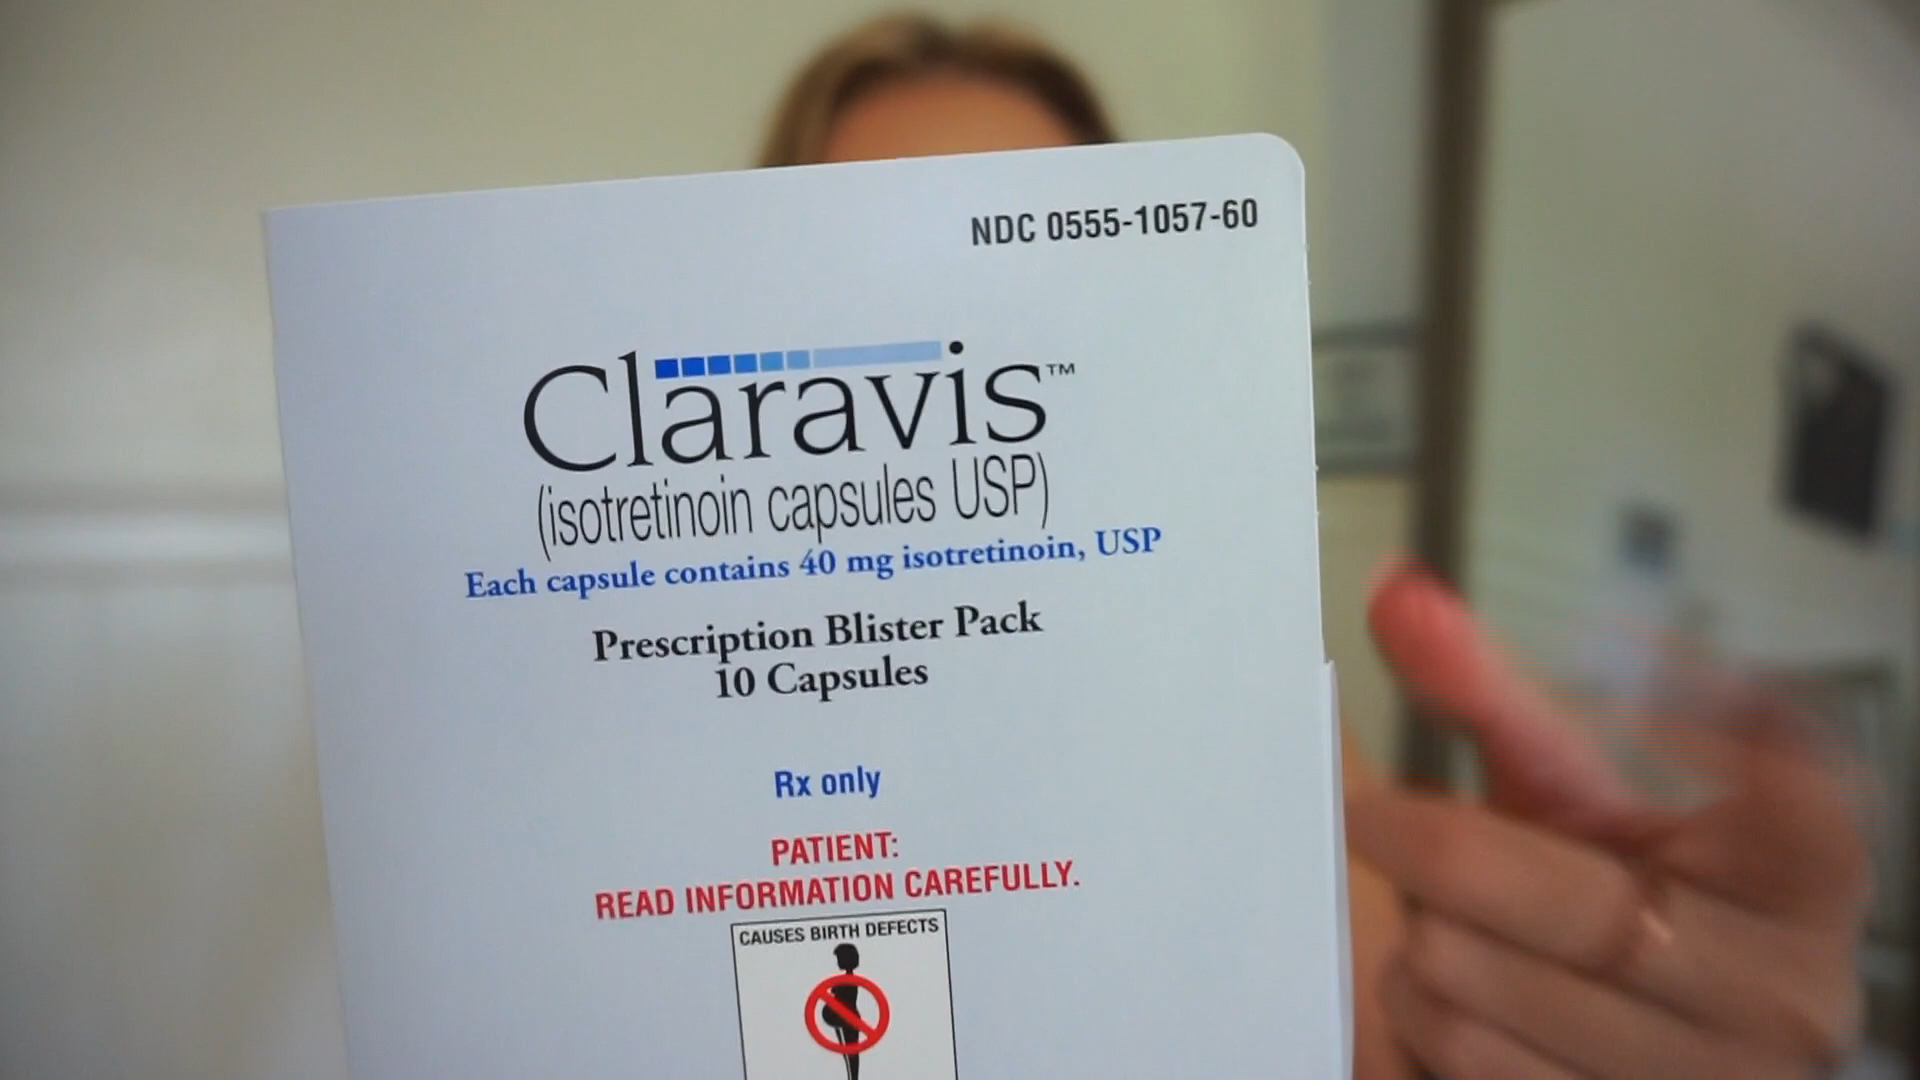 NDC 0555-1057-60
Claravis™
(isotretinoin capsules USP)
Each capsule contains 40 mg isotretinoin, USP
Prescription Blister Pack
10 Capsules
Rx only
PATIENT:
READ INFORMATION CAREFULLY.
CAUSES BIRTH DEFECTS